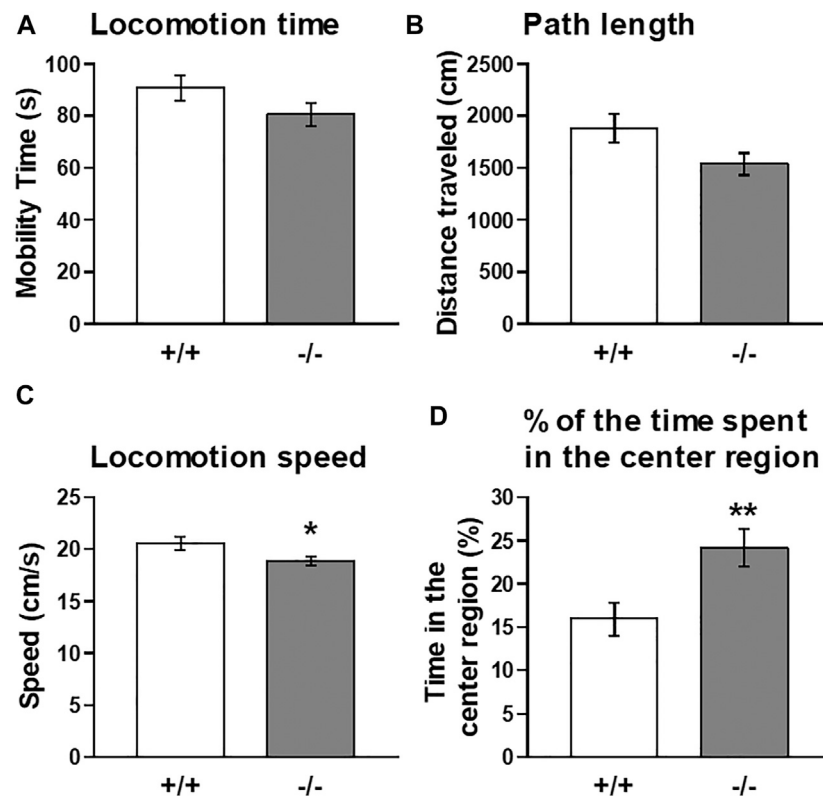 A Locomotion time
Mobility Time (s)
100
80
60
40
20
0
+/+ -/-
B Path length
Distance traveled (cm)
2500
2000
1500
1000
500
0
+/+ -/-
C
Locomotion speed
Speed (cm/s)
25
20
15
10
5
0
*
+/+ -/-
D % of the time spent
in the center region
Time in the
center region (%)
30
25
20
15
10
5
0
**
+/+ -/-